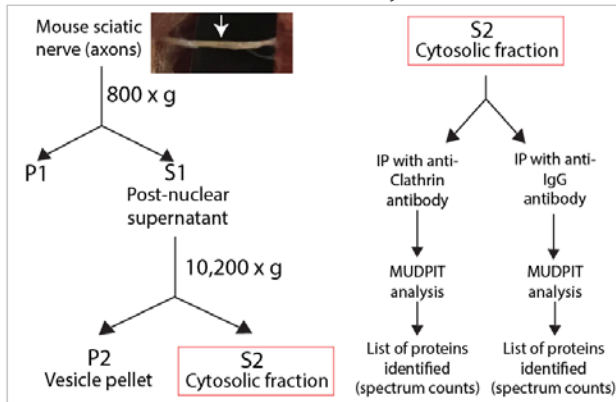 Mouse sciatic
nerve (axons)
800 x g
P1
S1
Post-nuclear
supernatant
10,200 x g
P2
Vesicle pellet
S2
Cytosolic fraction
S2
Cytosolic fraction
IP with anti-
Clathrin
antibody
IP with anti-
IgG
antibody
MUDPIT
analysis
MUDPIT
analysis
List of proteins
identified
(spectrum counts)
List of proteins
identified
(spectrum counts)